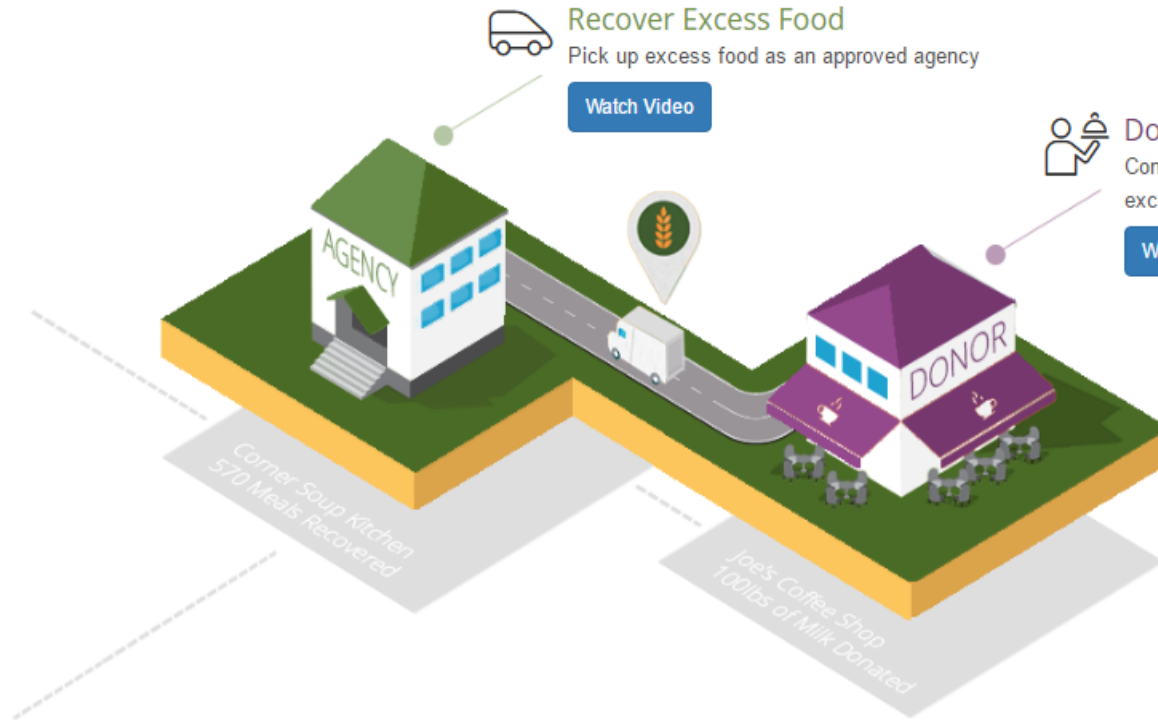 Recover Excess Food
Pick up excess food as an approved agency
Watch Video
AGENCY
DONOR
Corner Soup Kitchen
570 Meals Recovered
Joe's Coffee Shop
100lbs of Milk Donated